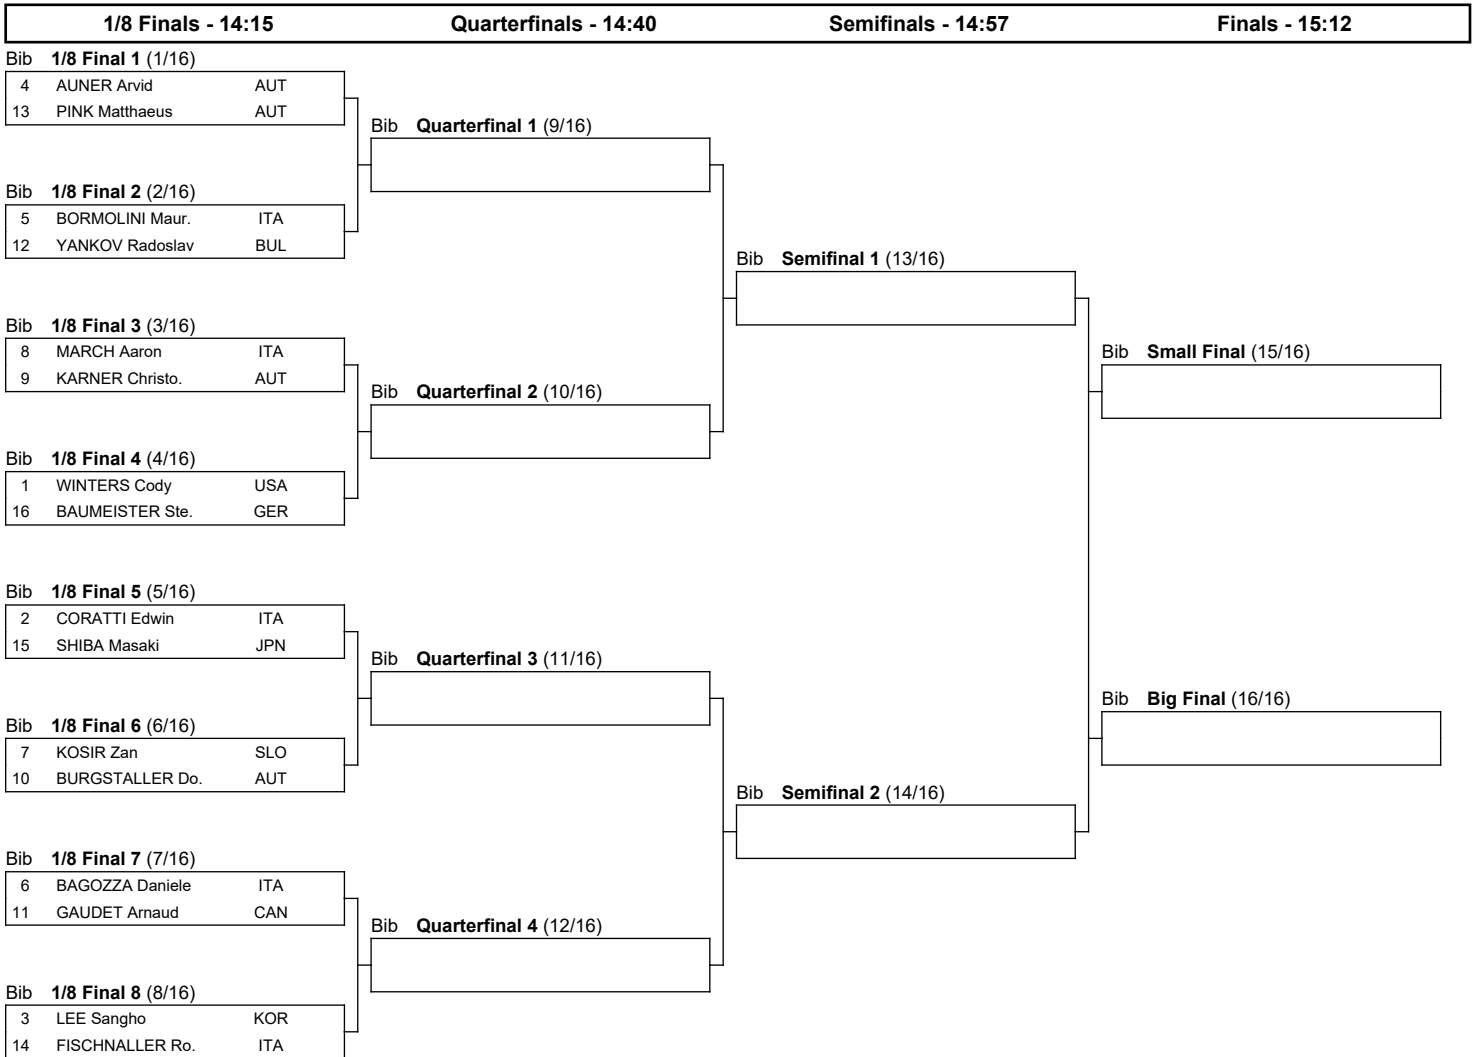 1/8 Finals - 14:15 Quarterfinals - 14:40 Semifinals - 14:57 Finals - 15:12
Bib 1/8 Final 1 (1/16)
4 AUNER Arvid AUT
13 PINK Matthaeus AUT
Bib Quarterfinal 1 (9/16)
Bib 1/8 Final 2 (2/16)
5 BORMOLINI Maur. ITA
12 YANKOV Radoslav BUL
Bib Semifinal 1 (13/16)
Bib 1/8 Final 3 (3/16)
8 MARCH Aaron ITA
Bib Small Final (15/16)
9 KARNER Christo. AUT
Bib Quarterfinal 2 (10/16)
Bib 1/8 Final 4 (4/16)
1 WINTERS Cody USA
16 BAUMEISTER Ste. GER
Bib 1/8 Final 5 (5/16)
2 CORATTI Edwin ITA
15 SHIBA Masaki JPN
Bib Quarterfinal 3 (11/16)
Bib Big Final (16/16)
Bib 1/8 Final 6 (6/16)
7 KOSIR Zan SLO
10 BURGSTALLER Do. AUT
Bib Semifinal 2 (14/16)
Bib 1/8 Final 7 (7/16)
6 BAGOZZA Daniele ITA
11 GAUDET Arnaud CAN
Bib Quarterfinal 4 (12/16)
Bib 1/8 Final 8 (8/16)
3 LEE Sangho KOR
14 FISCHNALLER Ro. ITA